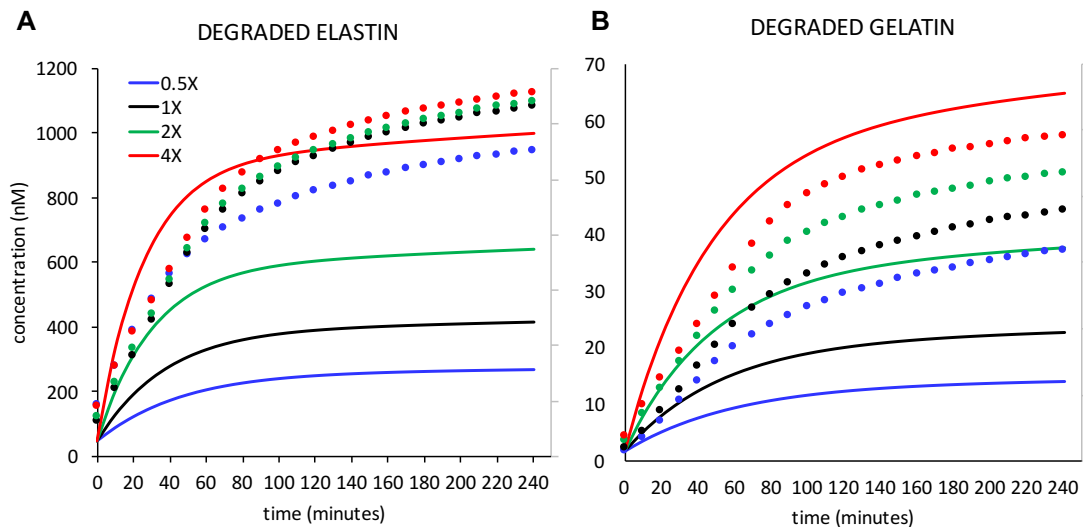 A
DEGRADED ELASTIN
1200
1000
800
600
400
200
0
concentration (nM)
0.5X
1X
2X
4X
0 20 40 60 80 100 120 140 160 180 200 220 240
time (minutes)
B
DEGRADED GELATIN
70
60
50
40
30
20
10
0
0 20 40 60 80 100 120 140 160 180 200 220 240
time (minutes)